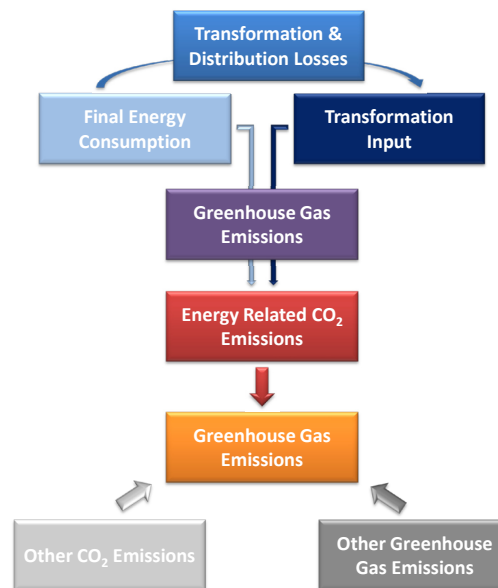 Transformation &
Distribution Losses
Final Energy
Consumption
Transformation
Input
Greenhouse Gas
Emissions
Energy Related CO₂
Emissions
Greenhouse Gas
Emissions
Other CO₂ Emissions
Other Greenhouse
Gas Emissions